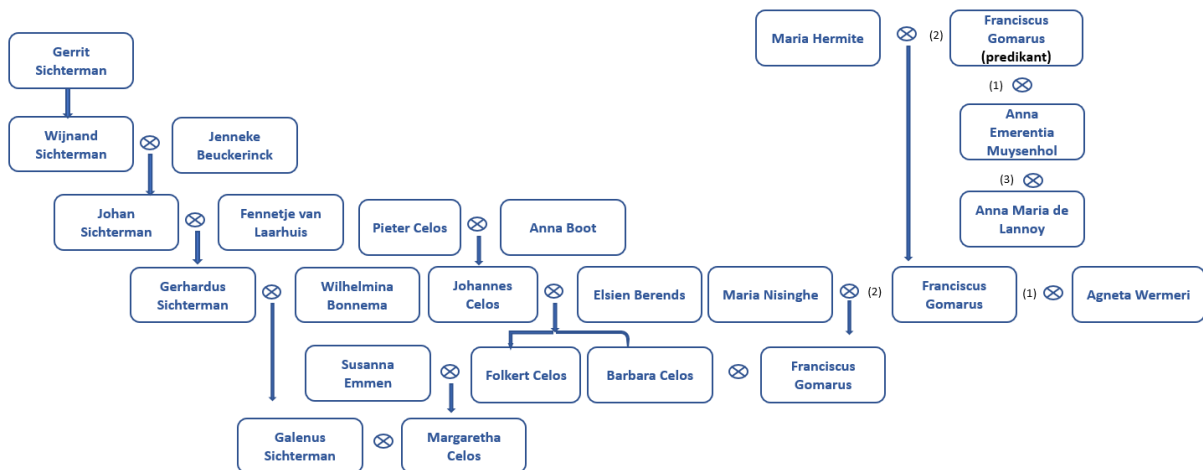 Maria Hermite
(2)
Franciscus
Gomarus
(predikant)
Gerrit
Sichterman
(1)
Wijnand
Sichterman
Jenneke
Beuckerinck
Anna
Emerentia
Muysenhol
(3)
Johan
Sichterman
Fennetje van
Laarhuis
Pieter Celos
Anna Boot
Anna Maria de
Lannoy
Gerhardus
Sichterman
Wilhelmina
Bonnema
Johannes
Celos
Elsien Berends
Maria Nisinghe
(2)
Franciscus
Gomarus
(1)
Agneta Wermeri
Susanna
Emmen
Folkert Celos
Barbara Celos
Franciscus
Gomarus
Galenus
Sichterman
Margaretha
Celos